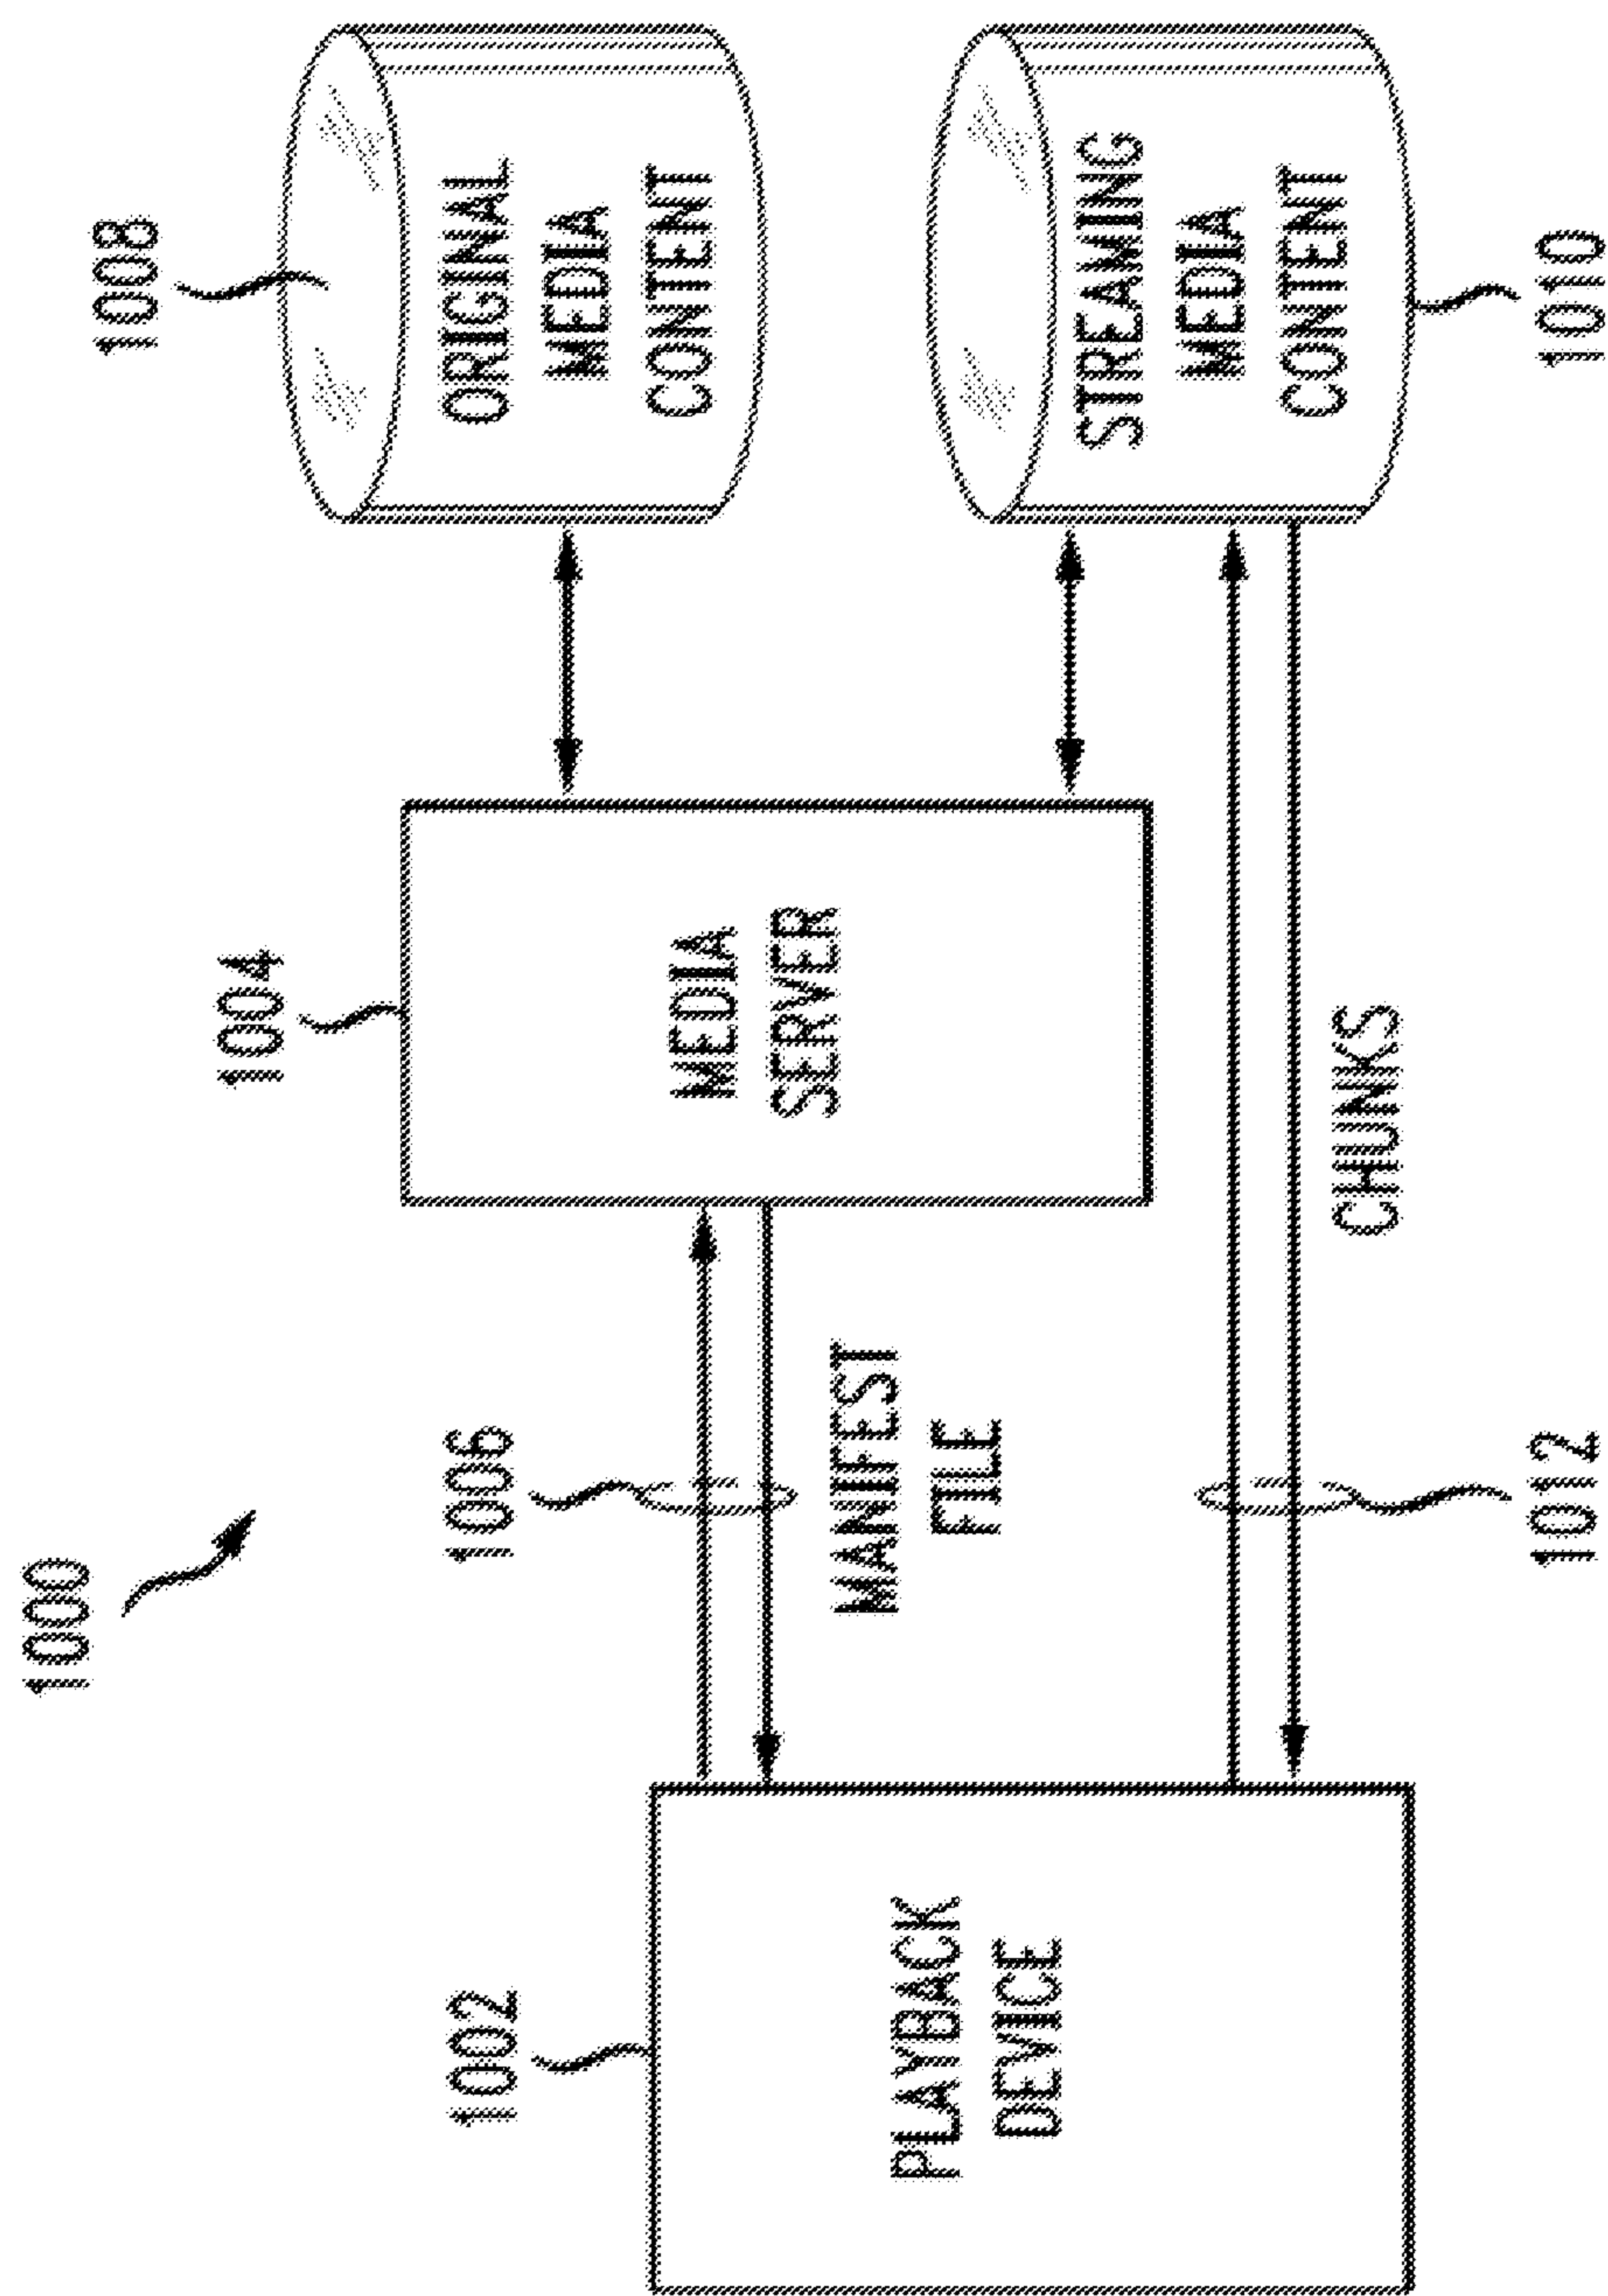 1000
1008
1004
ORIGINAL
MEDIA
CONTENT
1006
1002
MEDIA
SERVER
MANIFEST
FILE
PLAYBACK
DEVICE
STREAMING
MEDIA
CONTENT
CHUNKS
1012
1010